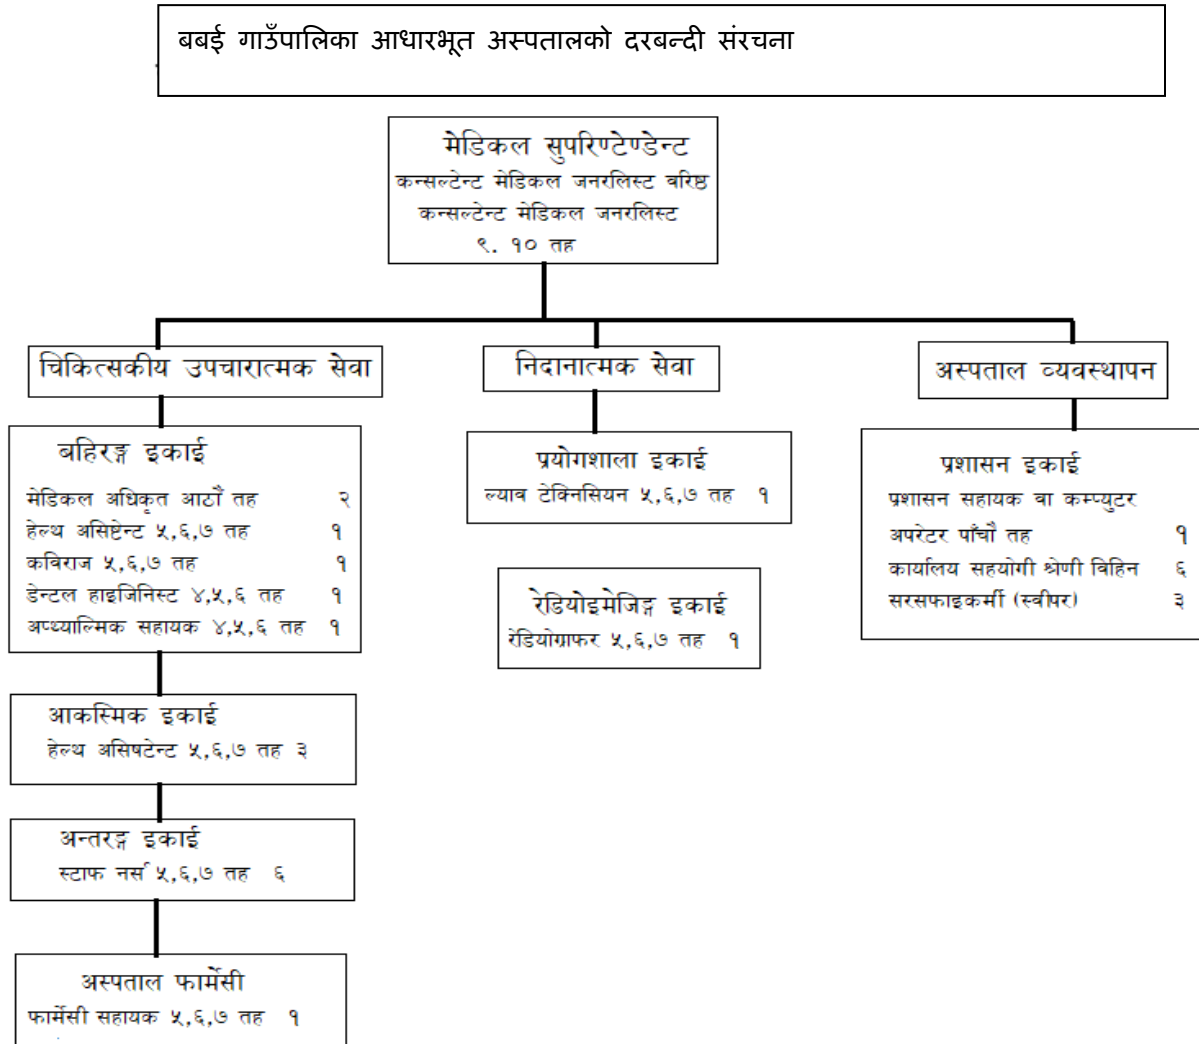 बबई गाउँपालिका आधारभूत अस्पतालको दरबन्दी संरचना
मेडिकल सुपरिण्टेण्डेन्ट
कन्सल्टेन्ट मेडिकल जनरलिस्ट वरिष्ठ
कन्सल्टेन्ट मेडिकल जनरलिस्ट
९. १० तह
चिकित्सकीय उपचारात्मक सेवा
बहिरङ्ग इकाई
मेडिकल अधिकृत आठौँ तह २
हेल्थ असिष्टेन्ट ५,६,७ तह १
कविराज ५,६,७ तह १
डेन्टल हाइजिनिस्ट ४,५,६ तह १
अप्थ्याल्मिक सहायक ४,५,६ तह १
आकस्मिक इकाई
हेल्थ असिषटेन्ट ५,६,७ तह ३
अन्तरङ्ग इकाई
स्टाफ नर्स ५,६,७ तह ६
अस्पताल फार्मेसी
फार्मेसी सहायक ५,६,७ तह १
निदानात्मक सेवा
प्रयोगशाला इकाई
ल्याब टेक्निसियन ५,६,७ तह १
रेडियोइमेजिङ्ग इकाई
रेडियोग्राफर ५,६,७ तह १
अस्पताल व्यवस्थापन
प्रशासन इकाई
प्रशासन सहायक वा कम्प्युटर
अपरेटर पाँचौ तह १
कार्यालय सहयोगी श्रेणी विहिन ६
सरसफाइकर्मी (स्वीपर) ३